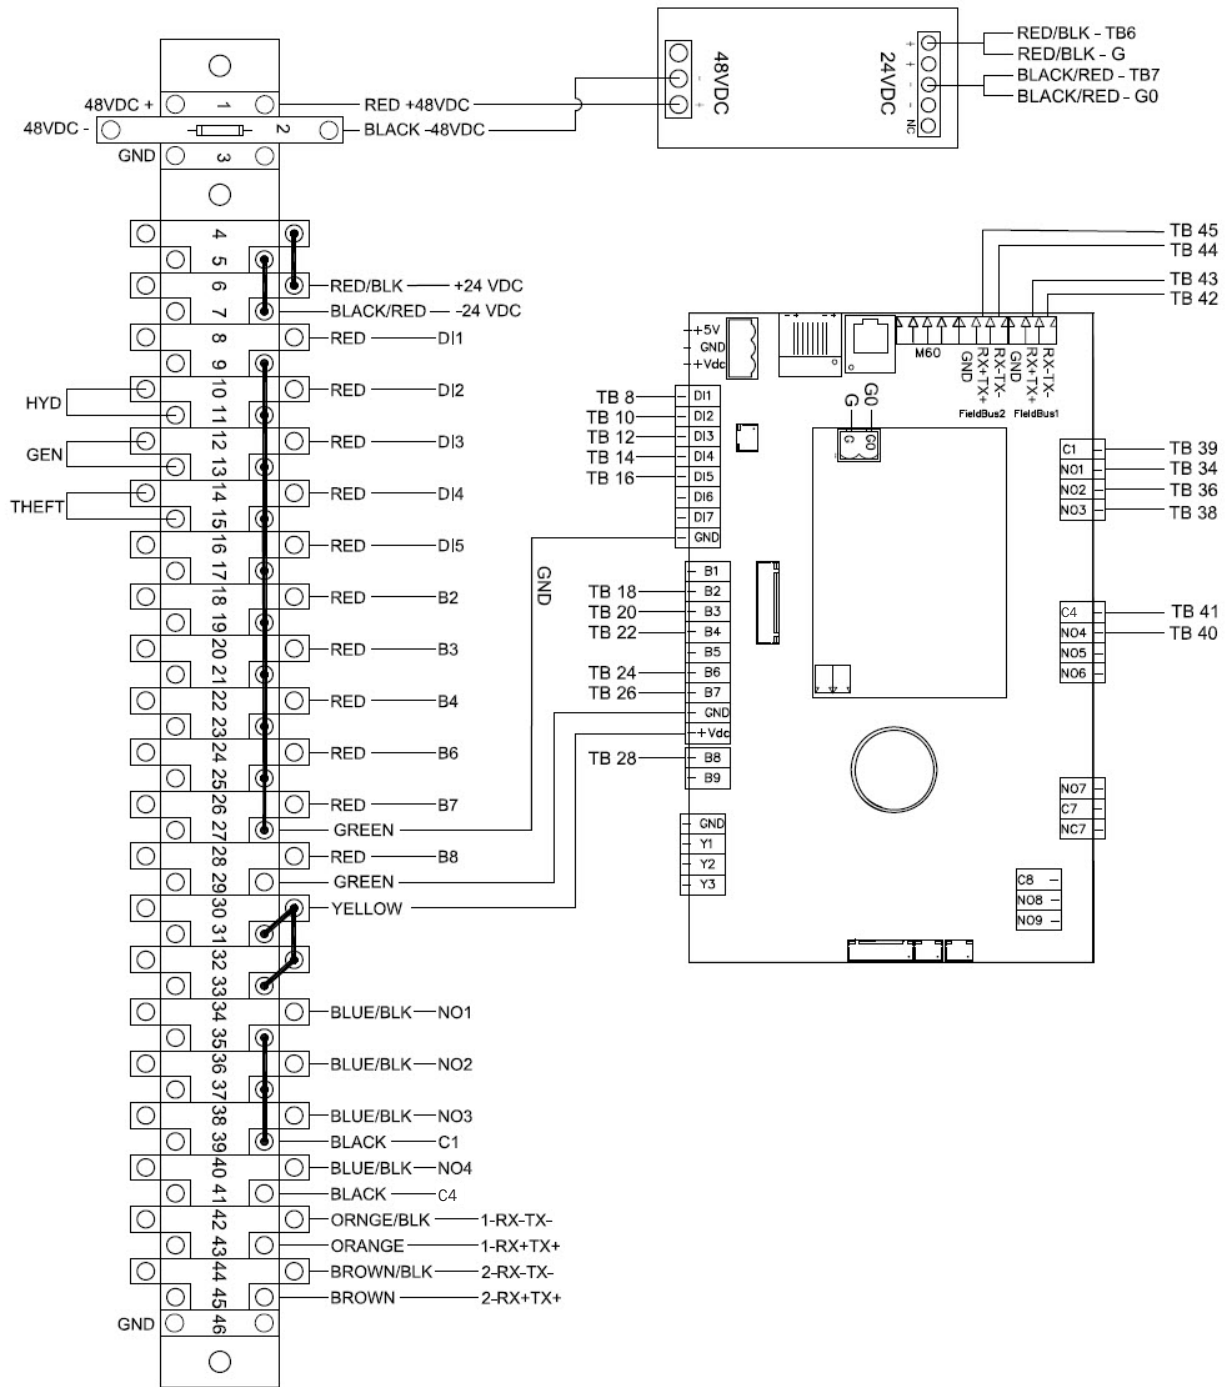 RED/BLK - TB6
RED/BLK - G
BLACK/RED - TB7
BLACK/RED - G0
48VDC
-
+
24VDC
+
+
-
-
NC
48VDC + 1 RED +48VDC
48VDC - 2 BLACK -48VDC
GND 3
4
5
6 RED/BLK +24 VDC
7 BLACK/RED -24 VDC
8 RED DI1
9
HYD
10 RED DI2
11
GEN
12 RED DI3
13
THEFT
14 RED DI4
15
16 RED DI5
17
18 RED B2
19
20 RED B3
21
22 RED B4
23
24 RED B6
25
26 RED B7
27 GREEN
28 RED B8
29 GREEN
30 YELLOW
31
32
33
34 BLUE/BLK NO1
35
36 BLUE/BLK NO2
37
38 BLUE/BLK NO3
39 BLACK C1
40 BLUE/BLK NO4
41 BLACK C4
42 ORNGE/BLK 1-RX-TX-
43 ORANGE 1-RX+TX+
44 BROWN/BLK 2-RX-TX-
45 BROWN 2-RX+TX+
GND 46
GND
TB 45
TB 44
TB 43
TB 42
+5V
GND
+Vdc
M60
GND
RX+TX+
RX-TX-
GND
RX+TX+
RX-TX-
FieldBus2 FieldBus1
G G0
G G0
TB 8 DI1
TB 10 DI2
TB 12 DI3
TB 14 DI4
TB 16 DI5
DI6
DI7
GND
B1
TB 18 B2
TB 20 B3
TB 22 B4
B5
TB 24 B6
TB 26 B7
GND
+Vdc
TB 28 B8
B9
GND
Y1
Y2
Y3
C1 TB 39
NO1 TB 34
NO2 TB 36
NO3 TB 38
C4 TB 41
NO4 TB 40
NO5
NO6
NO7
C7
NC7
C8
NO8
NO9